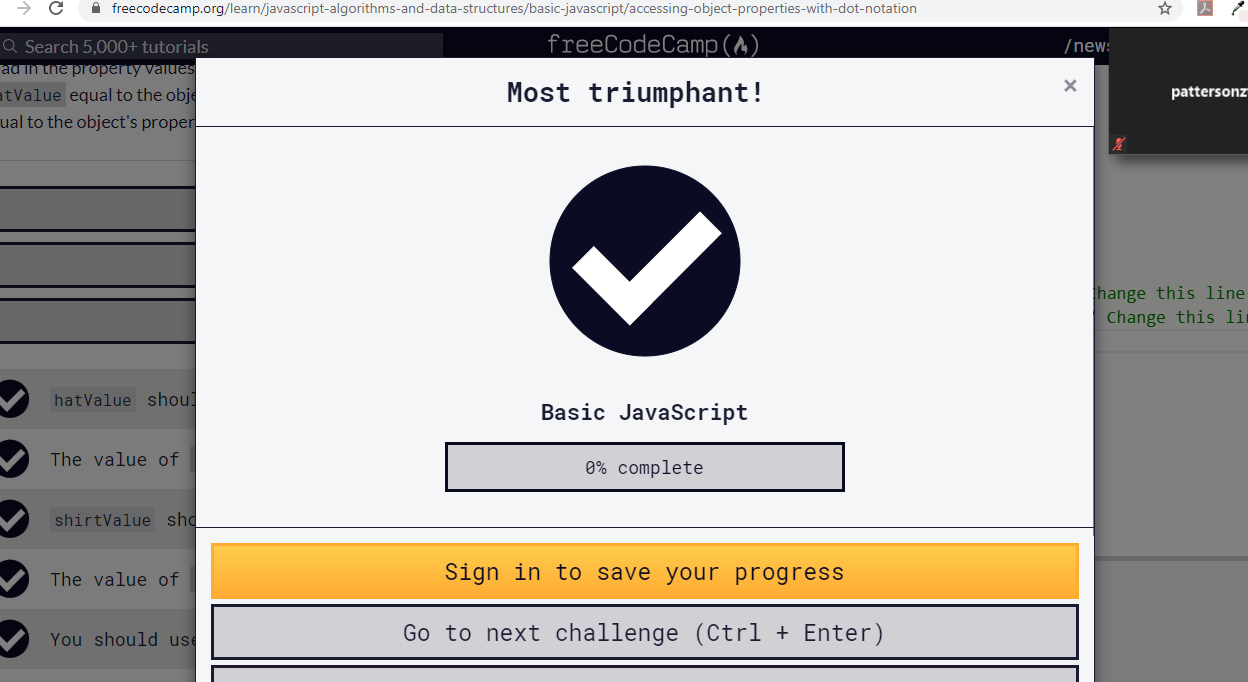 freecodecamp.org/learn/javascript-algorithms-and-data-structures/basic-javascript/accessing-object-properties-with-dot-notation
Search 5,000+ tutorials
freeCodeCamp(🔥)
/news
ad in the property values
atValue equal to the obje
ual to the object's proper
Most triumphant!
×
pattersonz
Change this line
Change this lin
hatValue shoul
The value of
shirtValue sho
The value of
You should use
Basic JavaScript
0% complete
Sign in to save your progress
Go to next challenge (Ctrl + Enter)